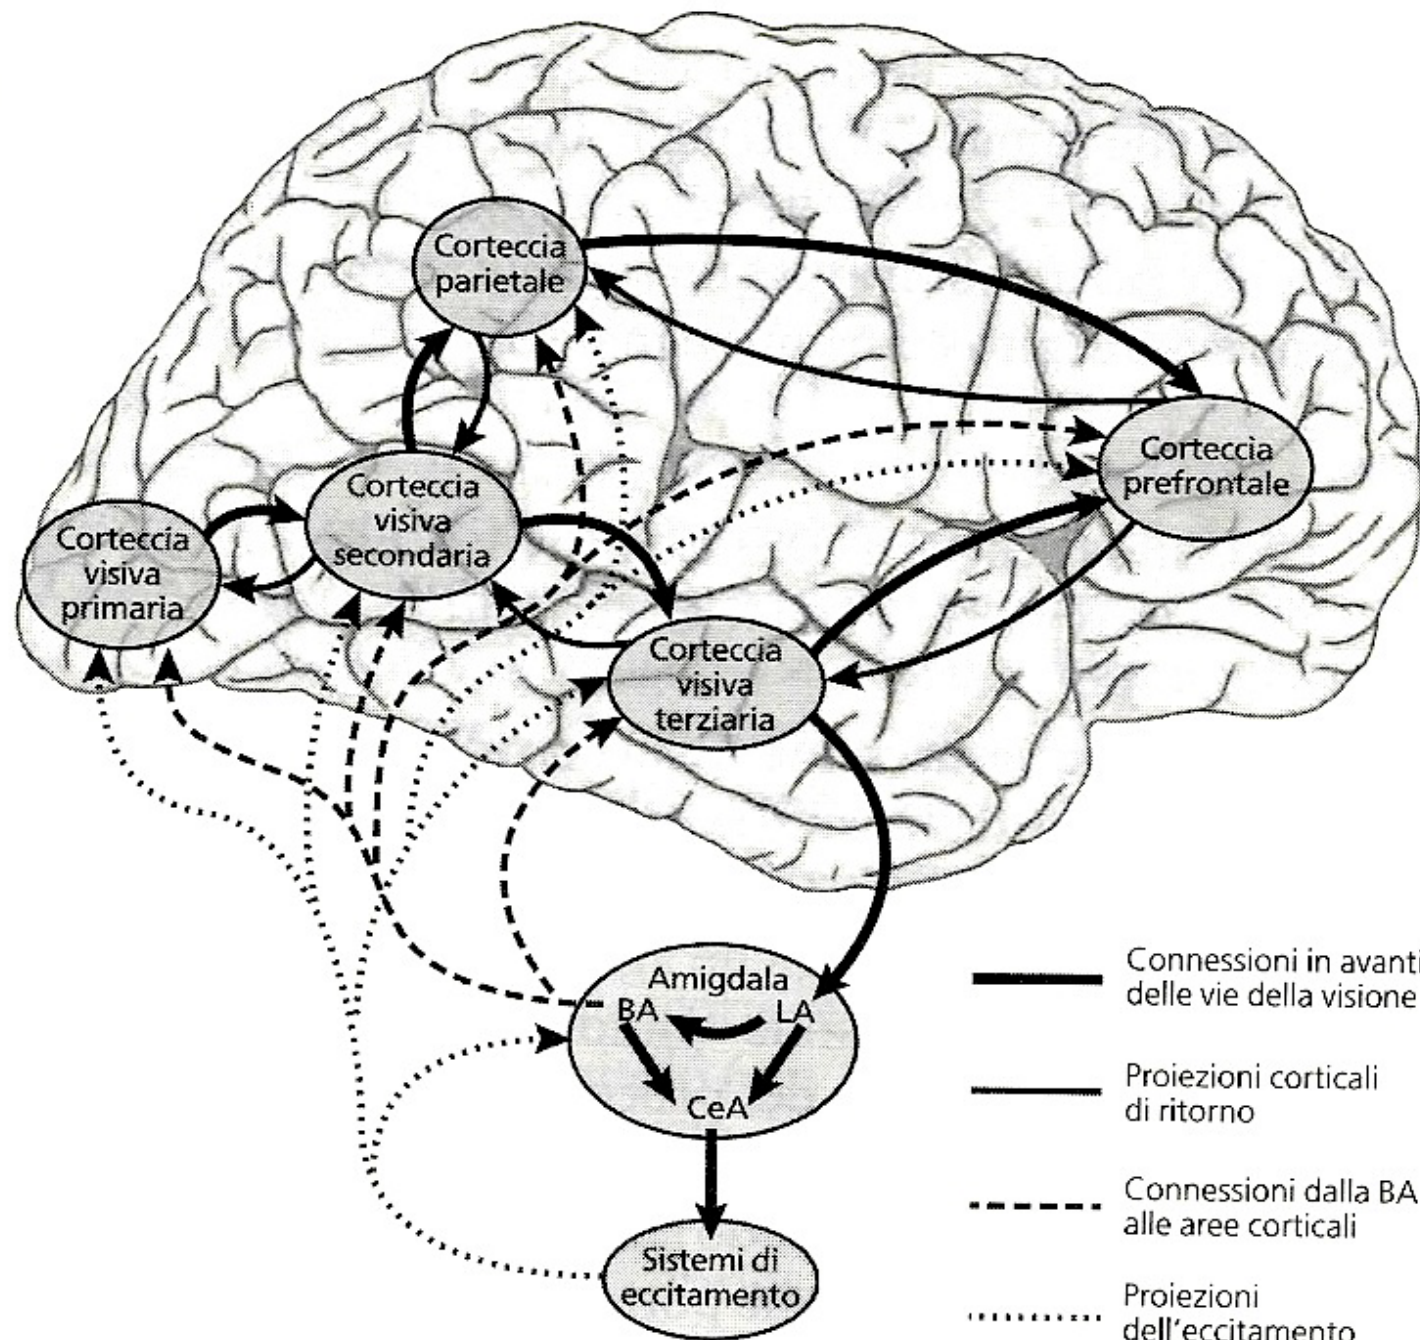 Corteccia
parietale
Corteccia
prefrontale
Corteccia
visiva
secondaria
Corteccia
visiva
primaria
Corteccia
visiva
terziaria
Amigdala
BA
LA
CeA
Sistemi di
eccitamento
Connessioni in avanti
delle vie della visione
Proiezioni corticali
di ritorno
Connessioni dalla BA
alle aree corticali
Proiezioni
dell'eccitamento